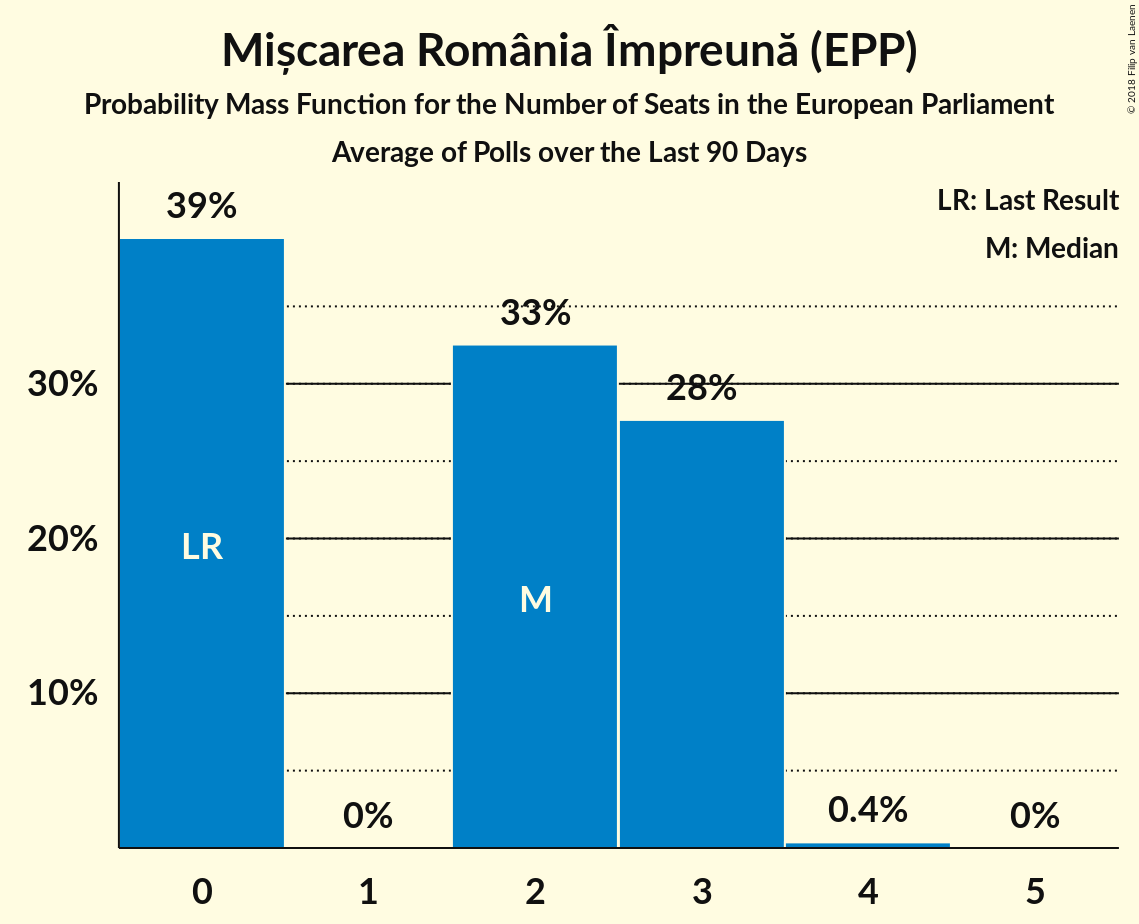 Mișcarea România Împreună (EPP)
Probability Mass Function for the Number of Seats in the European Parliament
Average of Polls over the Last 90 Days
© 2018 Filip van Laenen
LR: Last Result
M: Median
39%
33%
28%
0%
0.4%
0%
LR
M
30%
20%
10%
0 1 2 3 4 5